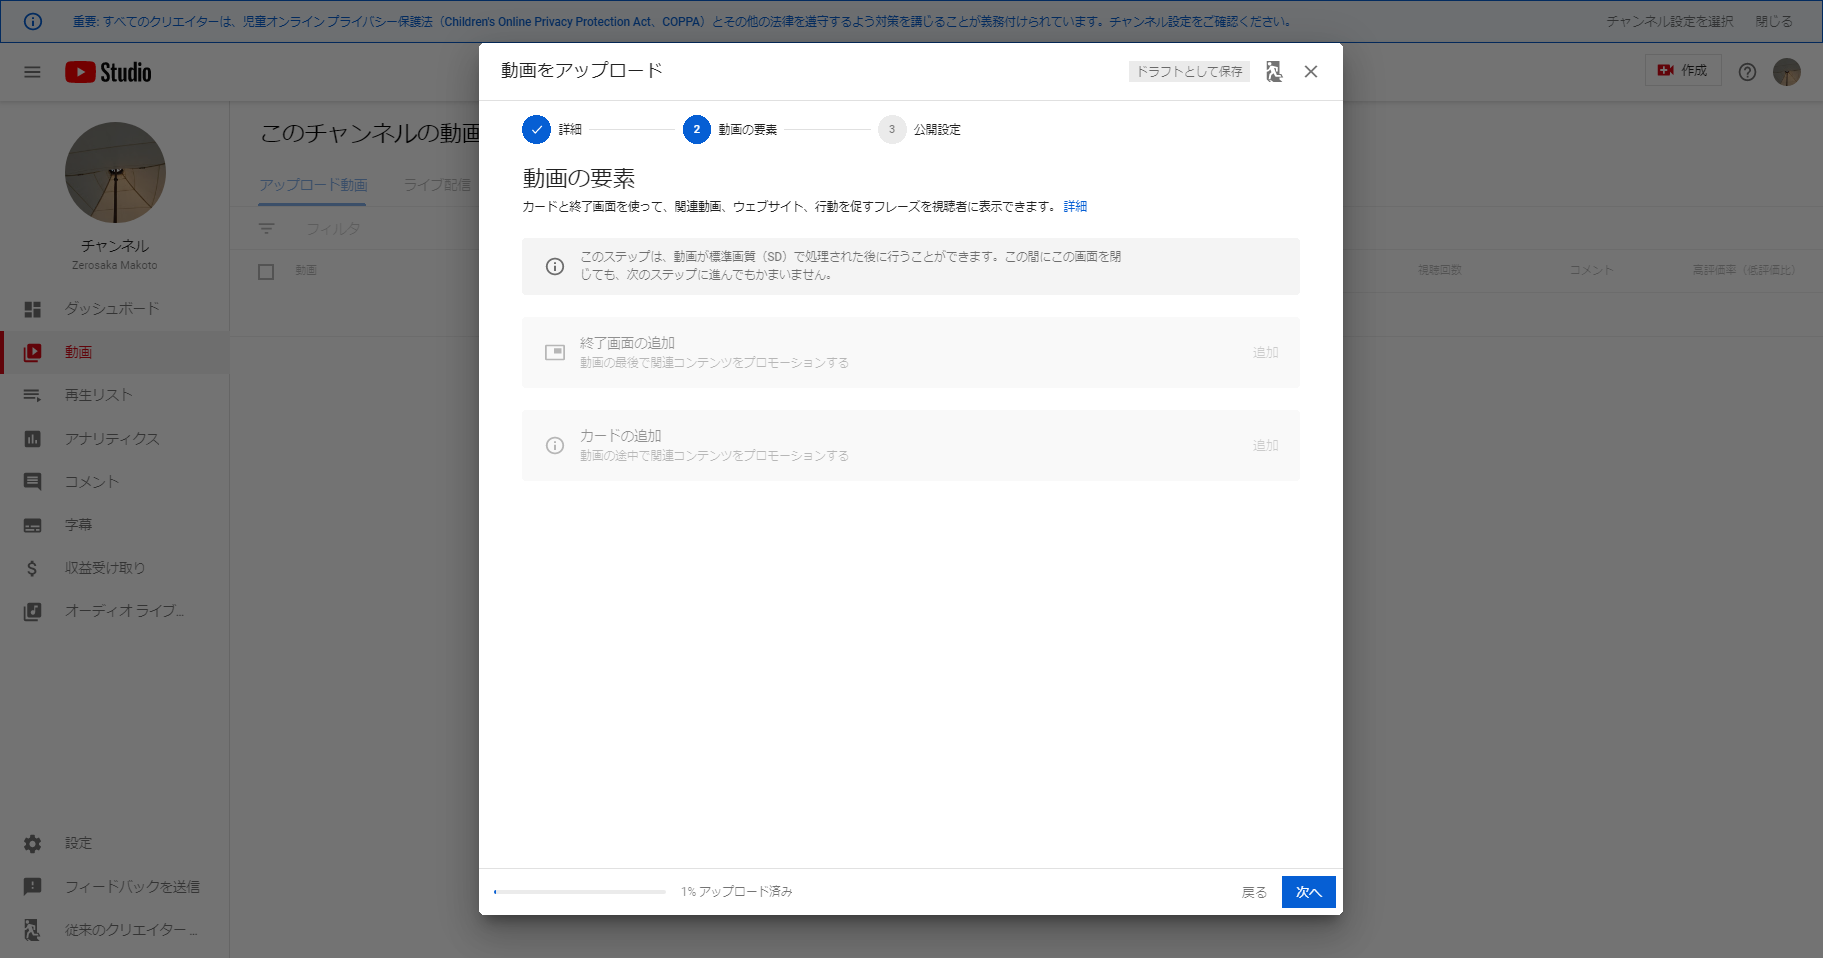 重要: すべてのクリエイターは、児童オンライン プライバシー保護法（Children's Online Privacy Protection Act、COPPA）とその他の法律を遵守するよう対策を講じることが義務付けられています。チャンネル設定をご確認ください。
チャンネル設定を選択
閉じる
Studio
作成
動画をアップロード
ドラフトとして保存
詳細
2
動画の要素
3
公開設定
このチャンネルの動画
アップロード動画
ライブ配信
フィルタ
動画
視聴回数
コメント
高評価率（低評価比）
チャンネル
Zerosaka Makoto
ダッシュボード
動画
再生リスト
アナリティクス
コメント
字幕
収益受け取り
オーディオ ライブ...
設定
フィードバックを送信
従来のクリエイター ...
動画の要素
カードと終了画面を使って、関連動画、ウェブサイト、行動を促すフレーズを視聴者に表示できます。 詳細
このステップは、動画が標準画質（SD）で処理された後に行うことができます。この間にこの画面を閉
じても、次のステップに進んでもかまいません。
終了画面の追加
動画の最後で関連コンテンツをプロモーションする
追加
カードの追加
動画の途中で関連コンテンツをプロモーションする
追加
1% アップロード済み
戻る
次へ